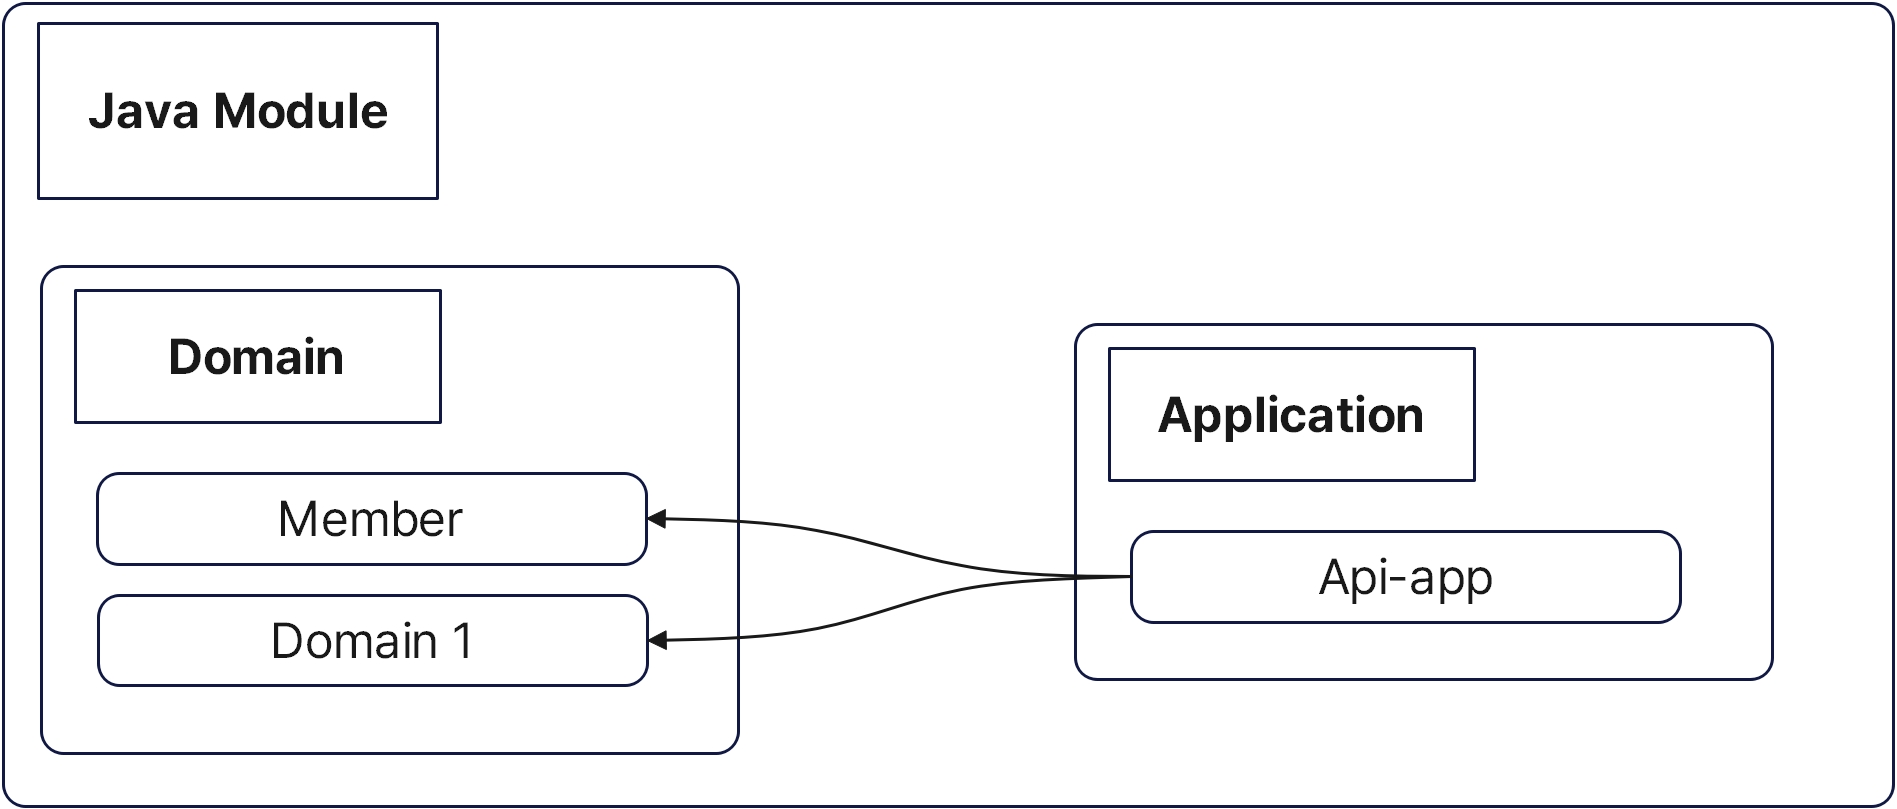 Java Module
Domain
Member
Domain 1
Application
Api-app